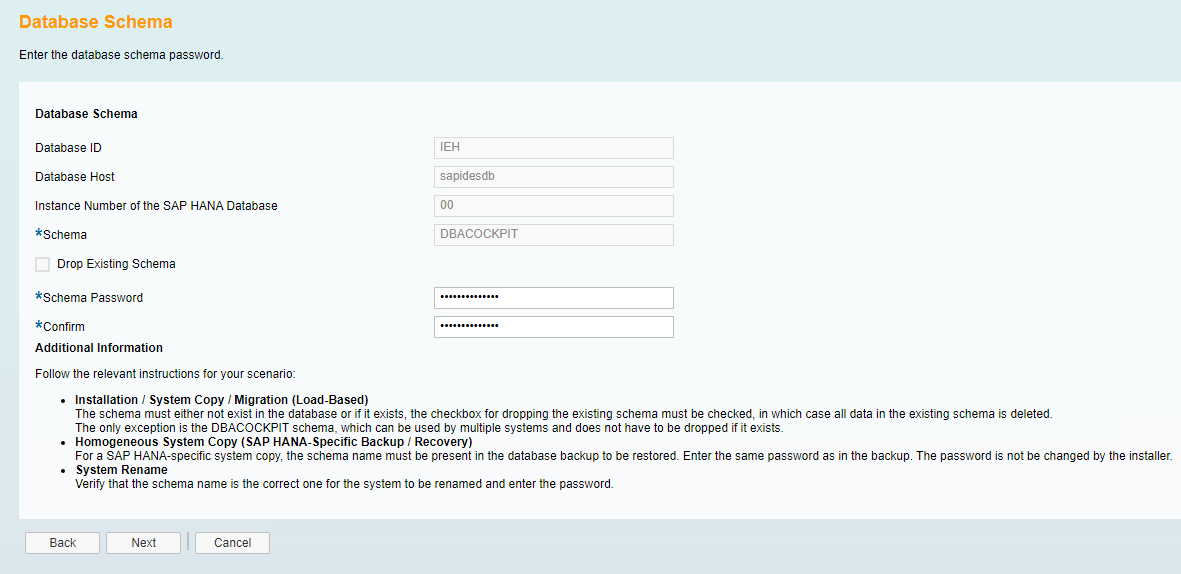 Database Schema
Enter the database schema password.
Database Schema
Database ID
IEH
Database Host
sapidesdb
Instance Number of the SAP HANA Database
00
*Schema
DBACOCKPIT
Drop Existing Schema
*Schema Password
••••••••••••••
*Confirm
••••••••••••••
Additional Information
Follow the relevant instructions for your scenario:
• Installation / System Copy / Migration (Load-Based)
The schema must either not exist in the database or if it exists, the checkbox for dropping the existing schema must be checked, in which case all data in the existing schema is deleted.
The only exception is the DBACOCKPIT schema, which can be used by multiple systems and does not have to be dropped if it exists.
• Homogeneous System Copy (SAP HANA-Specific Backup / Recovery)
For a SAP HANA-specific system copy, the schema name must be present in the database backup to be restored. Enter the same password as in the backup. The password is not be changed by the installer.
• System Rename
Verify that the schema name is the correct one for the system to be renamed and enter the password.
Back
Next
Cancel